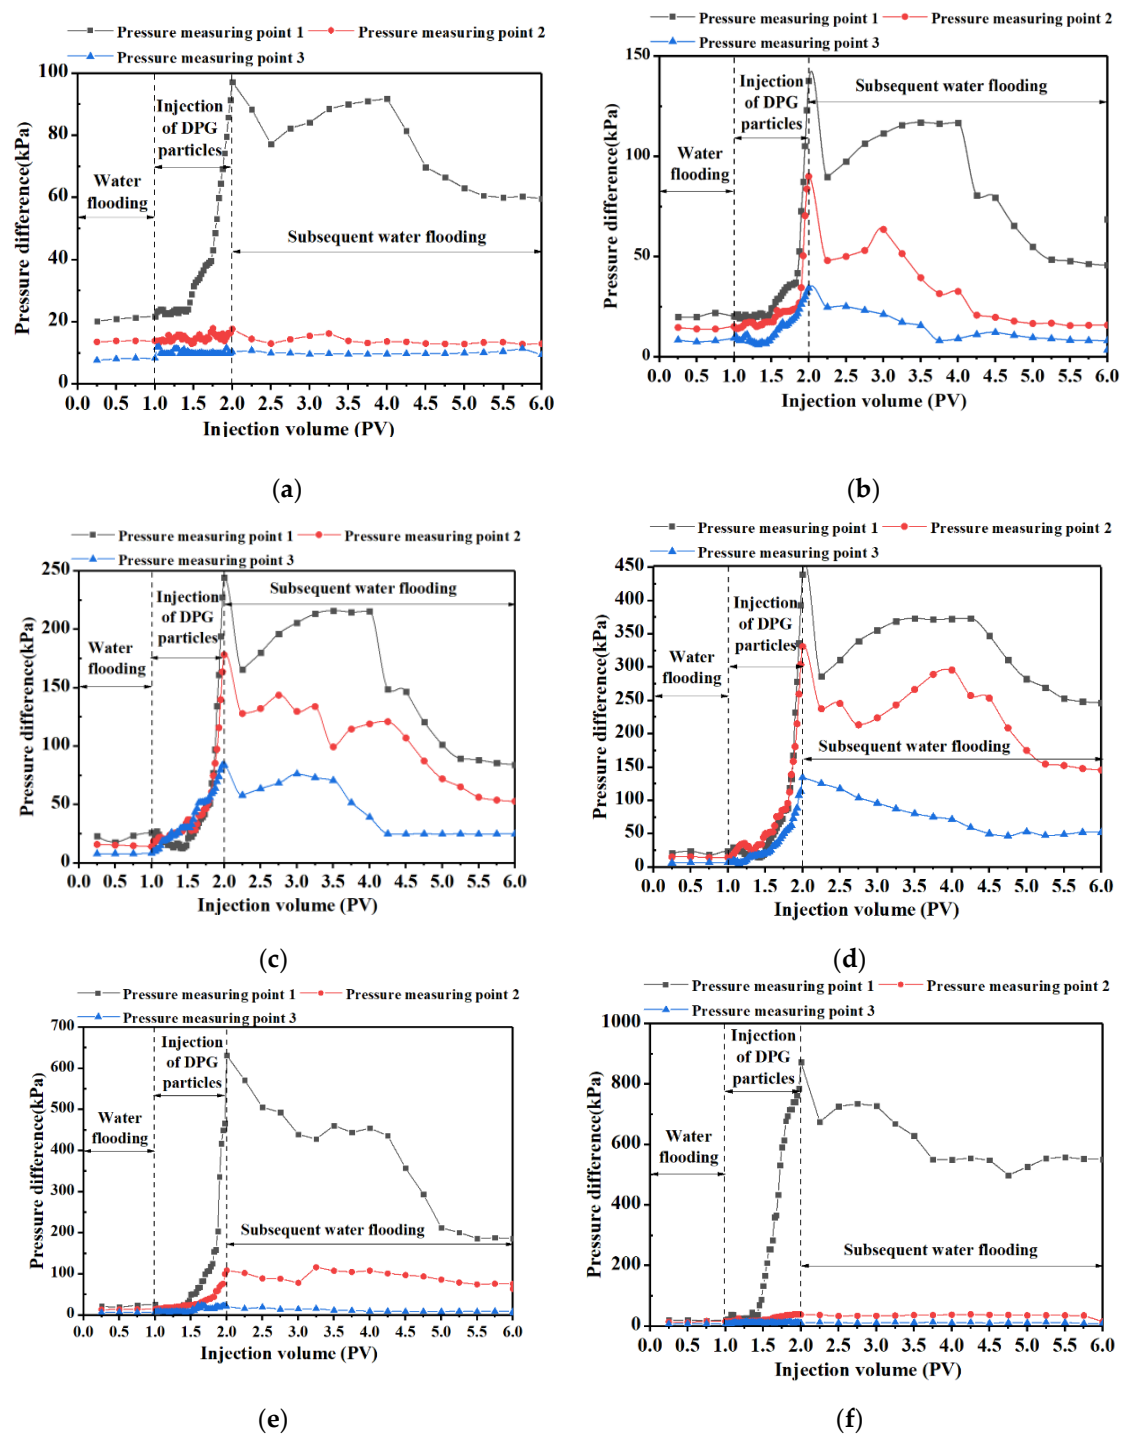 Pressure measuring point 1 Pressure measuring point 2
Pressure measuring point 3
Pressure difference(kPa)
100
80
60
40
20
0
Injection
of DPG
particles
Water
flooding
Subsequent water flooding
0.0 0.5 1.0 1.5 2.0 2.5 3.0 3.5 4.0 4.5 5.0 5.5 6.0
Injection volume (PV)
(a)
Pressure measuring point 1 Pressure measuring point 2
Pressure measuring point 3
Pressure difference(kPa)
150
100
50
0
Injection
of DPG
particles
Subsequent water flooding
Water
flooding
0.0 0.5 1.0 1.5 2.0 2.5 3.0 3.5 4.0 4.5 5.0 5.5 6.0
Injection volume (PV)
(b)
Pressure measuring point 1 Pressure measuring point 2
Pressure measuring point 3
Pressure difference(kPa)
250
200
150
100
50
0
Injection
of DPG
particles
Subsequent water flooding
Water
flooding
0.0 0.5 1.0 1.5 2.0 2.5 3.0 3.5 4.0 4.5 5.0 5.5 6.0
Injection volume (PV)
(c)
Pressure measuring point 1 Pressure measuring point 2
Pressure measuring point 3
Pressure difference(kPa)
450
400
350
300
250
200
150
100
50
0
Injection
of DPG
particles
Water
flooding
Subsequent water flooding
0.0 0.5 1.0 1.5 2.0 2.5 3.0 3.5 4.0 4.5 5.0 5.5 6.0
Injection volume (PV)
(d)
Pressure measuring point 1 Pressure measuring point 2
Pressure measuring point 3
Pressure difference(kPa)
700
600
500
400
300
200
100
0
Injection
of DPG
particles
Water
flooding
Subsequent water flooding
0.0 0.5 1.0 1.5 2.0 2.5 3.0 3.5 4.0 4.5 5.0 5.5 6.0
Injection volume (PV)
(e)
Pressure measuring point 1 Pressure measuring point 2
Pressure measuring point 3
Pressure difference(kPa)
1000
800
600
400
200
0
Injection
of DPG
particles
Water
flooding
Subsequent water flooding
0.0 0.5 1.0 1.5 2.0 2.5 3.0 3.5 4.0 4.5 5.0 5.5 6.0
Injection volume (PV)
(f)